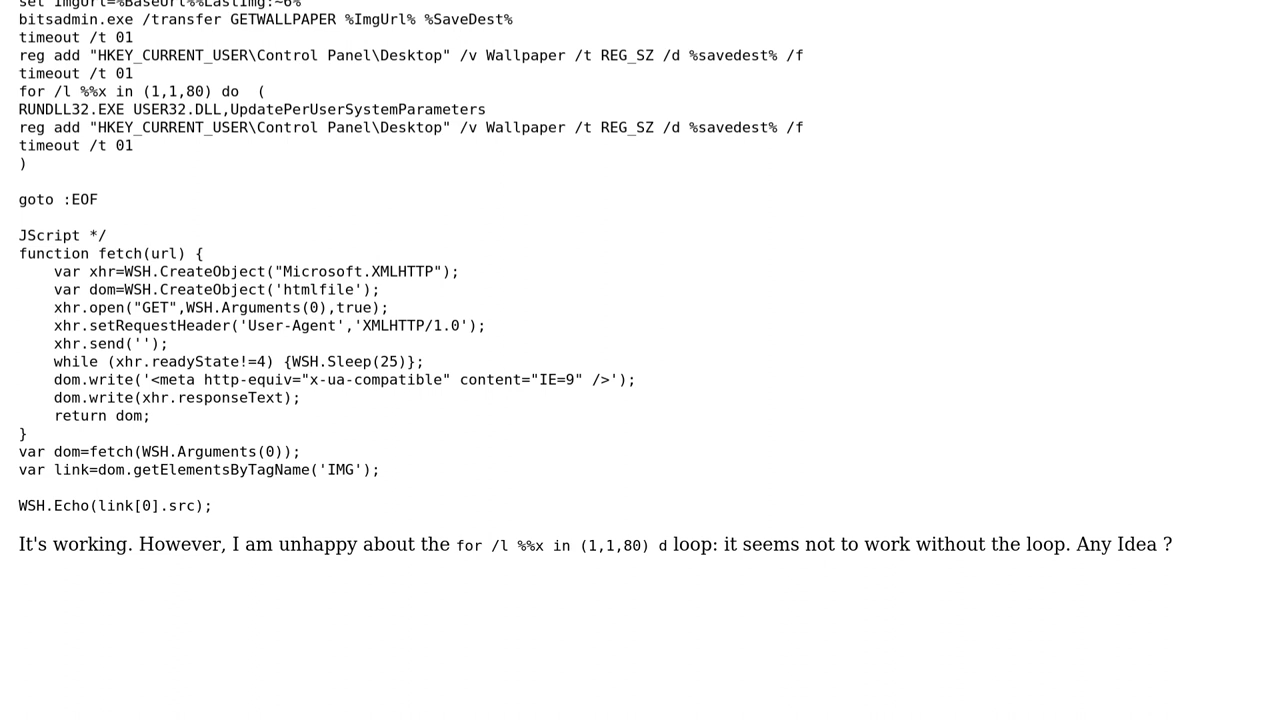 set ImgUrl=%BaseUrl%%LastImg:~6%
bitsadmin.exe /transfer GETWALLPAPER %ImgUrl% %SaveDest%
timeout /t 01
reg add "HKEY_CURRENT_USER\Control Panel\Desktop" /v Wallpaper /t REG_SZ /d %savedest% /f
timeout /t 01
for /l %%x in (1,1,80) do  (
RUNDLL32.EXE USER32.DLL,UpdatePerUserSystemParameters
reg add "HKEY_CURRENT_USER\Control Panel\Desktop" /v Wallpaper /t REG_SZ /d %savedest% /f
timeout /t 01
)

goto :EOF

JScript */
function fetch(url) {
    var xhr=WSH.CreateObject("Microsoft.XMLHTTP");
    var dom=WSH.CreateObject('htmlfile');
    xhr.open("GET",WSH.Arguments(0),true);
    xhr.setRequestHeader('User-Agent','XMLHTTP/1.0');
    xhr.send('');
    while (xhr.readyState!=4) {WSH.Sleep(25)};
    dom.write('<meta http-equiv="x-ua-compatible" content="IE=9" />');
    dom.write(xhr.responseText);
    return dom;
}
var dom=fetch(WSH.Arguments(0));
var link=dom.getElementsByTagName('IMG');

WSH.Echo(link[0].src);

It's working. However, I am unhappy about the for /l %%x in (1,1,80) d loop: it seems not to work without the loop. Any Idea ?